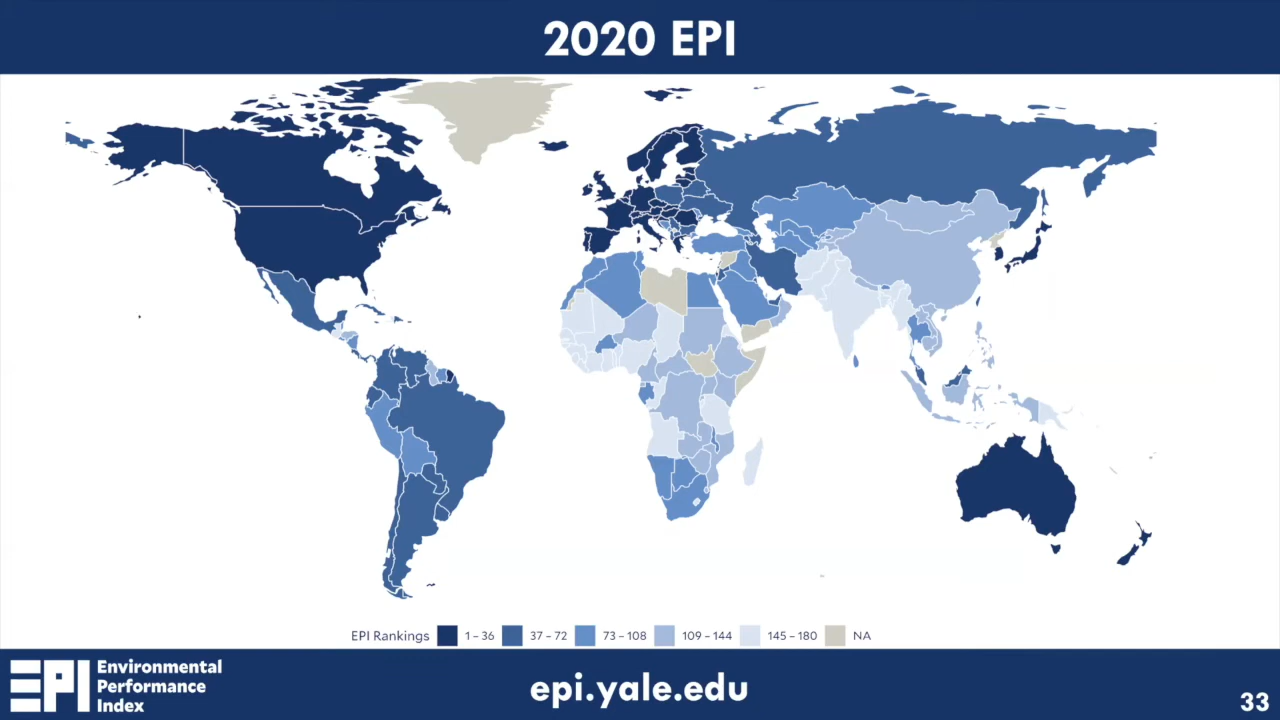 2020 EPI
EPI Rankings 1 – 36 37 – 72 73 – 108 109 – 144 145 – 180 NA
EPI Environmental
Performance
Index
epi.yale.edu
33